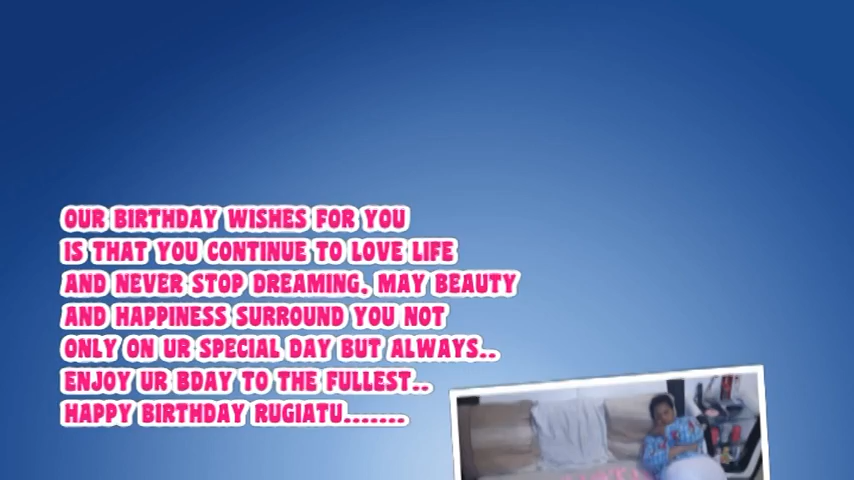 OUR BIRTHDAY WISHES FOR YOU
IS THAT YOU CONTINUE TO LOVE LIFE
AND NEVER STOP DREAMING, MAY BEAUTY
AND HAPPINESS SURROUND YOU NOT
ONLY ON UR SPECIAL DAY BUT ALWAYS..
ENJOY UR BDAY TO THE FULLEST..
HAPPY BIRTHDAY RUGIATU.......